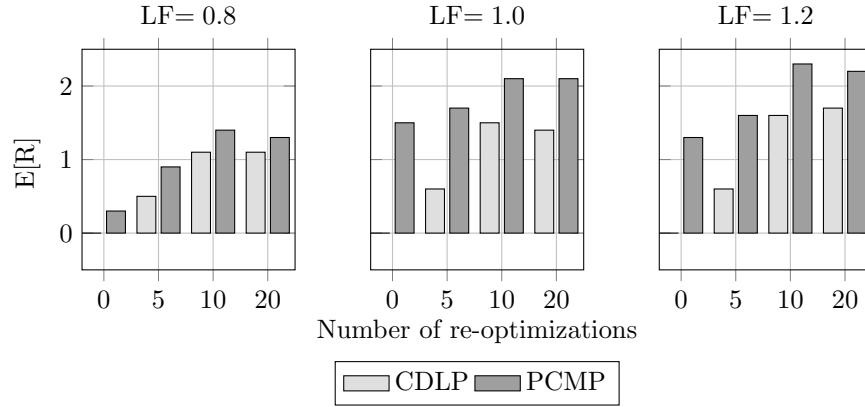 LF= 0.8 LF= 1.0 LF= 1.2
E[R]
2
1
0
0 5 10 20 0 5 10 20 0 5 10 20
Number of re-optimizations
CDLP PCMP